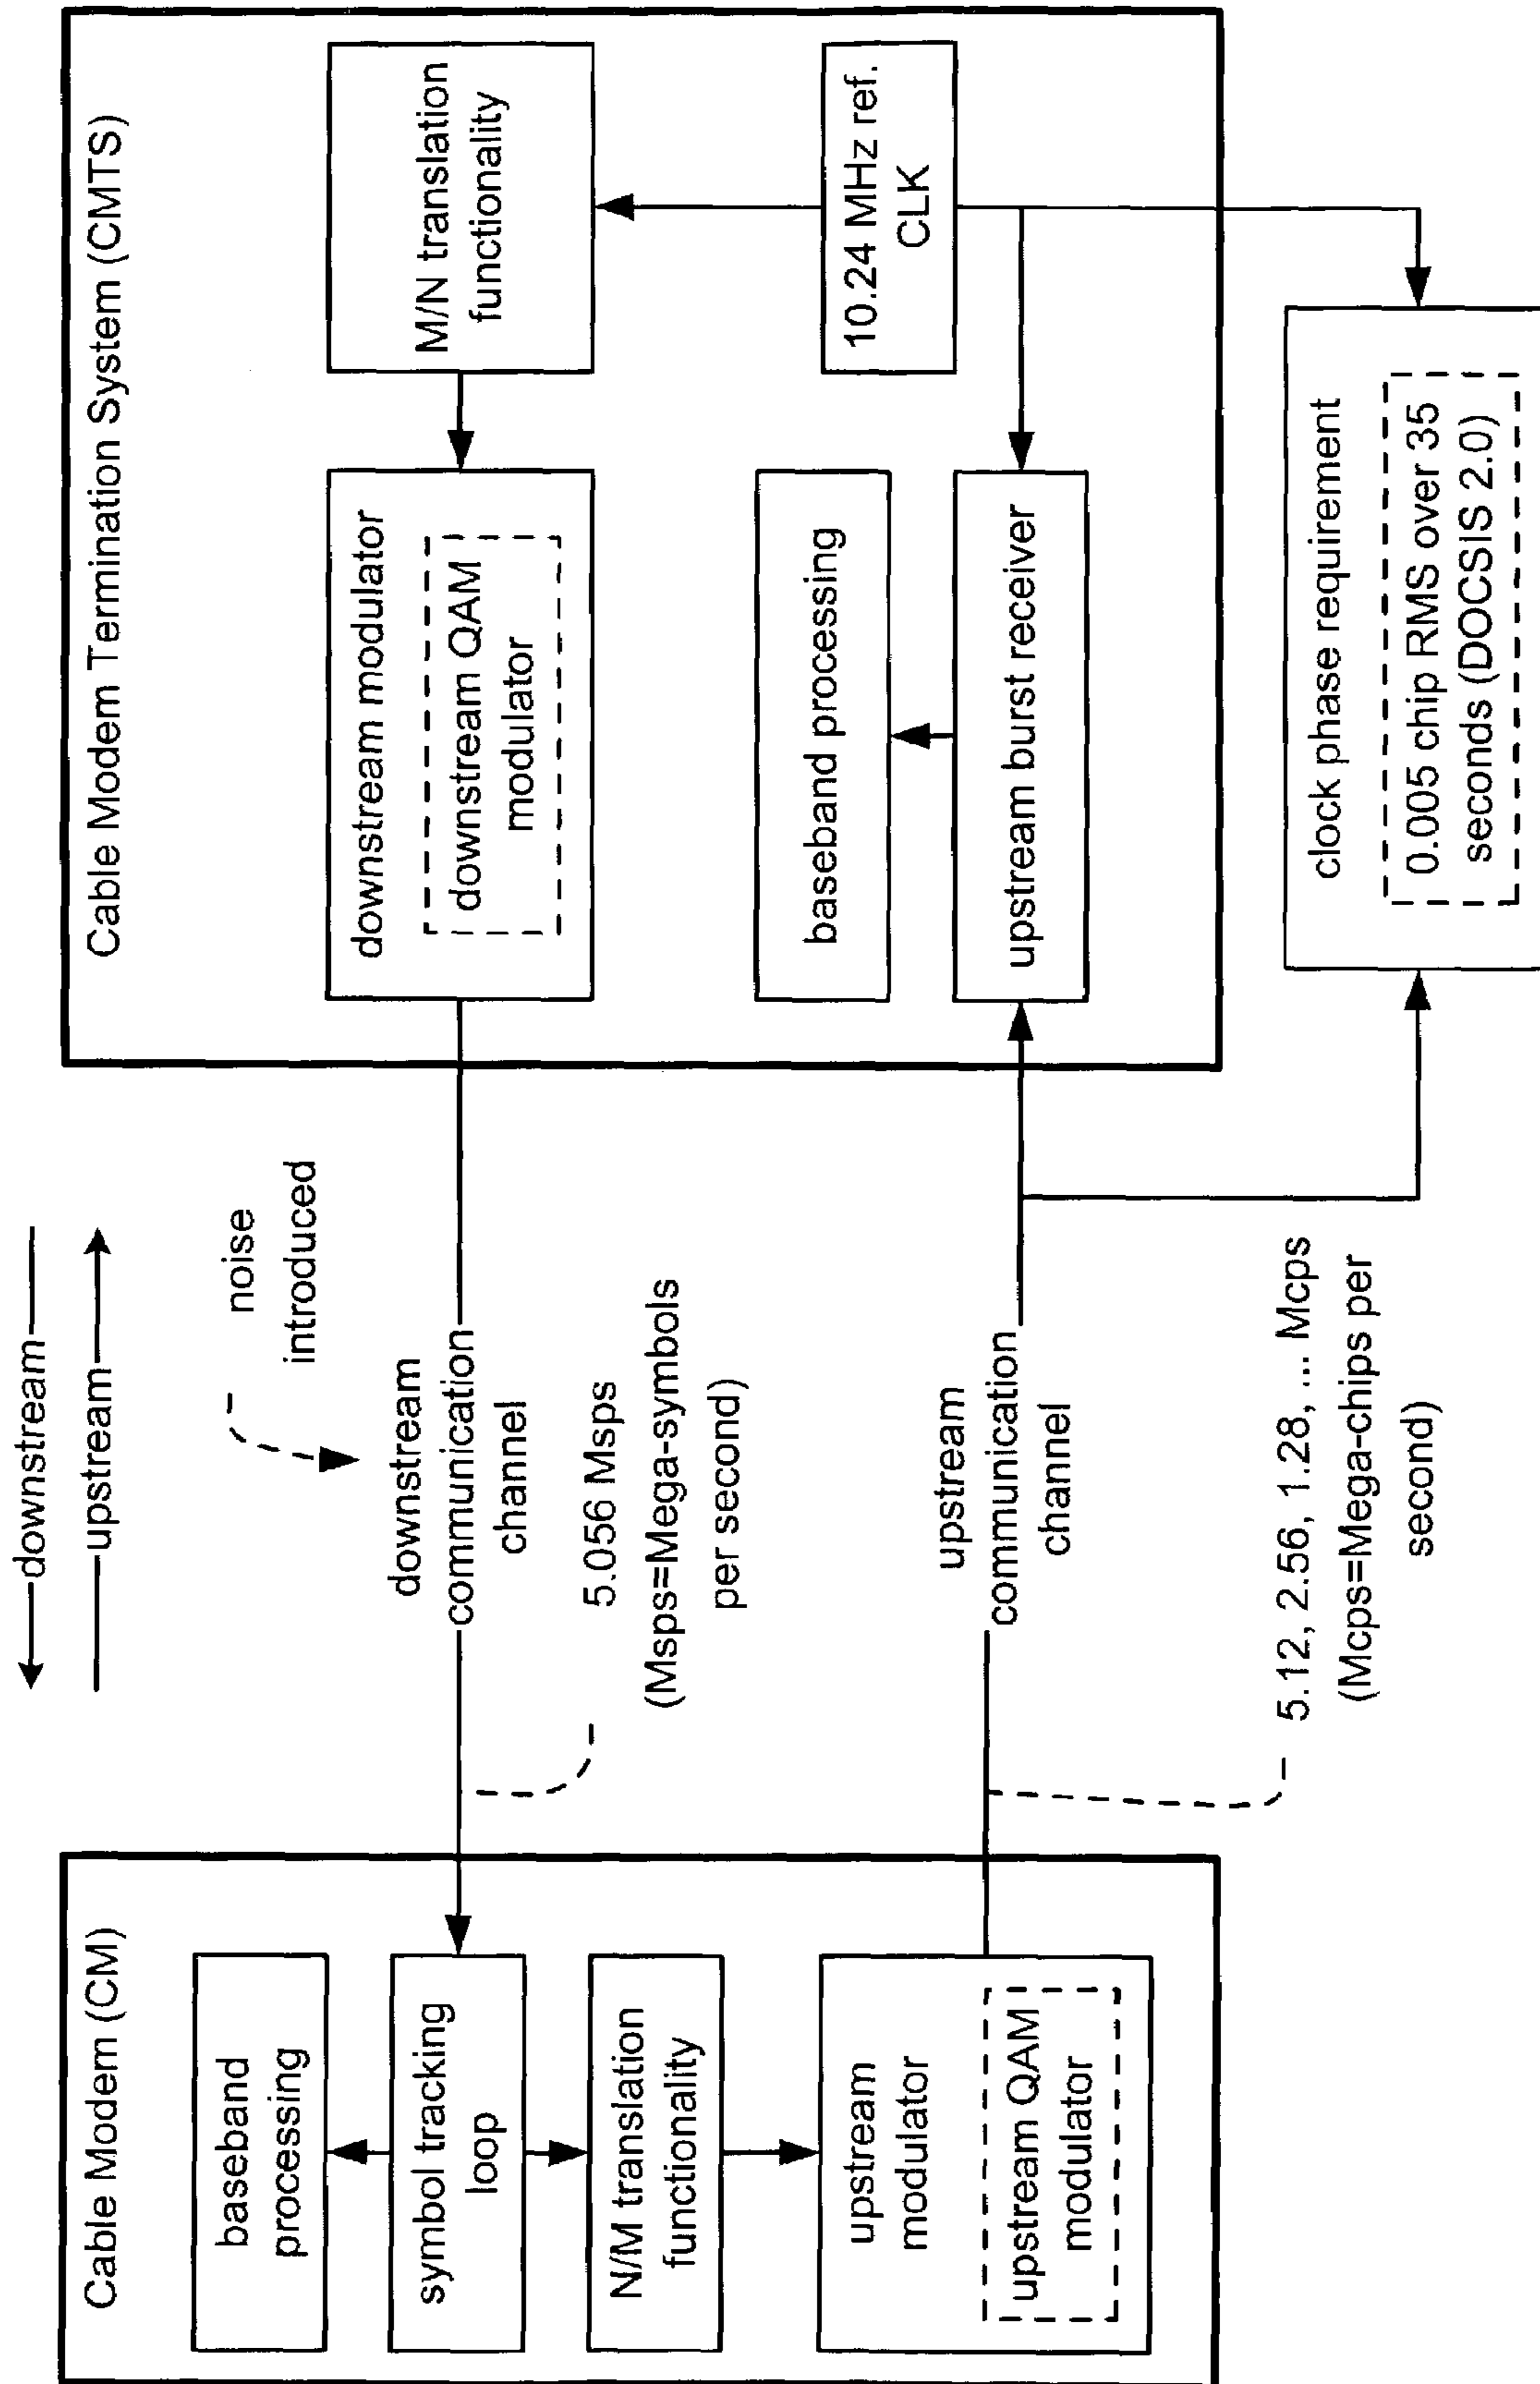 downstream
upstream
Cable Modem (CM)
baseband
processing
symbol tracking
loop
N/M translation
functionality
upstream
modulator
upstream QAM
modulator
noise
introduced
downstream
communication
channel
5.056 Msps
(Msps=Mega-symbols
per second)
upstream
communication
channel
5.12, 2.56, 1.28, ... Mcps
(Mcps=Mega-chips per
second)
Cable Modem Termination System (CMTS)
downstream modulator
downstream QAM
modulator
M/N translation
functionality
baseband processing
upstream burst receiver
10.24 MHz ref.
CLK
clock phase requirement
0.005 chip RMS over 35
seconds (DOCSIS 2.0)